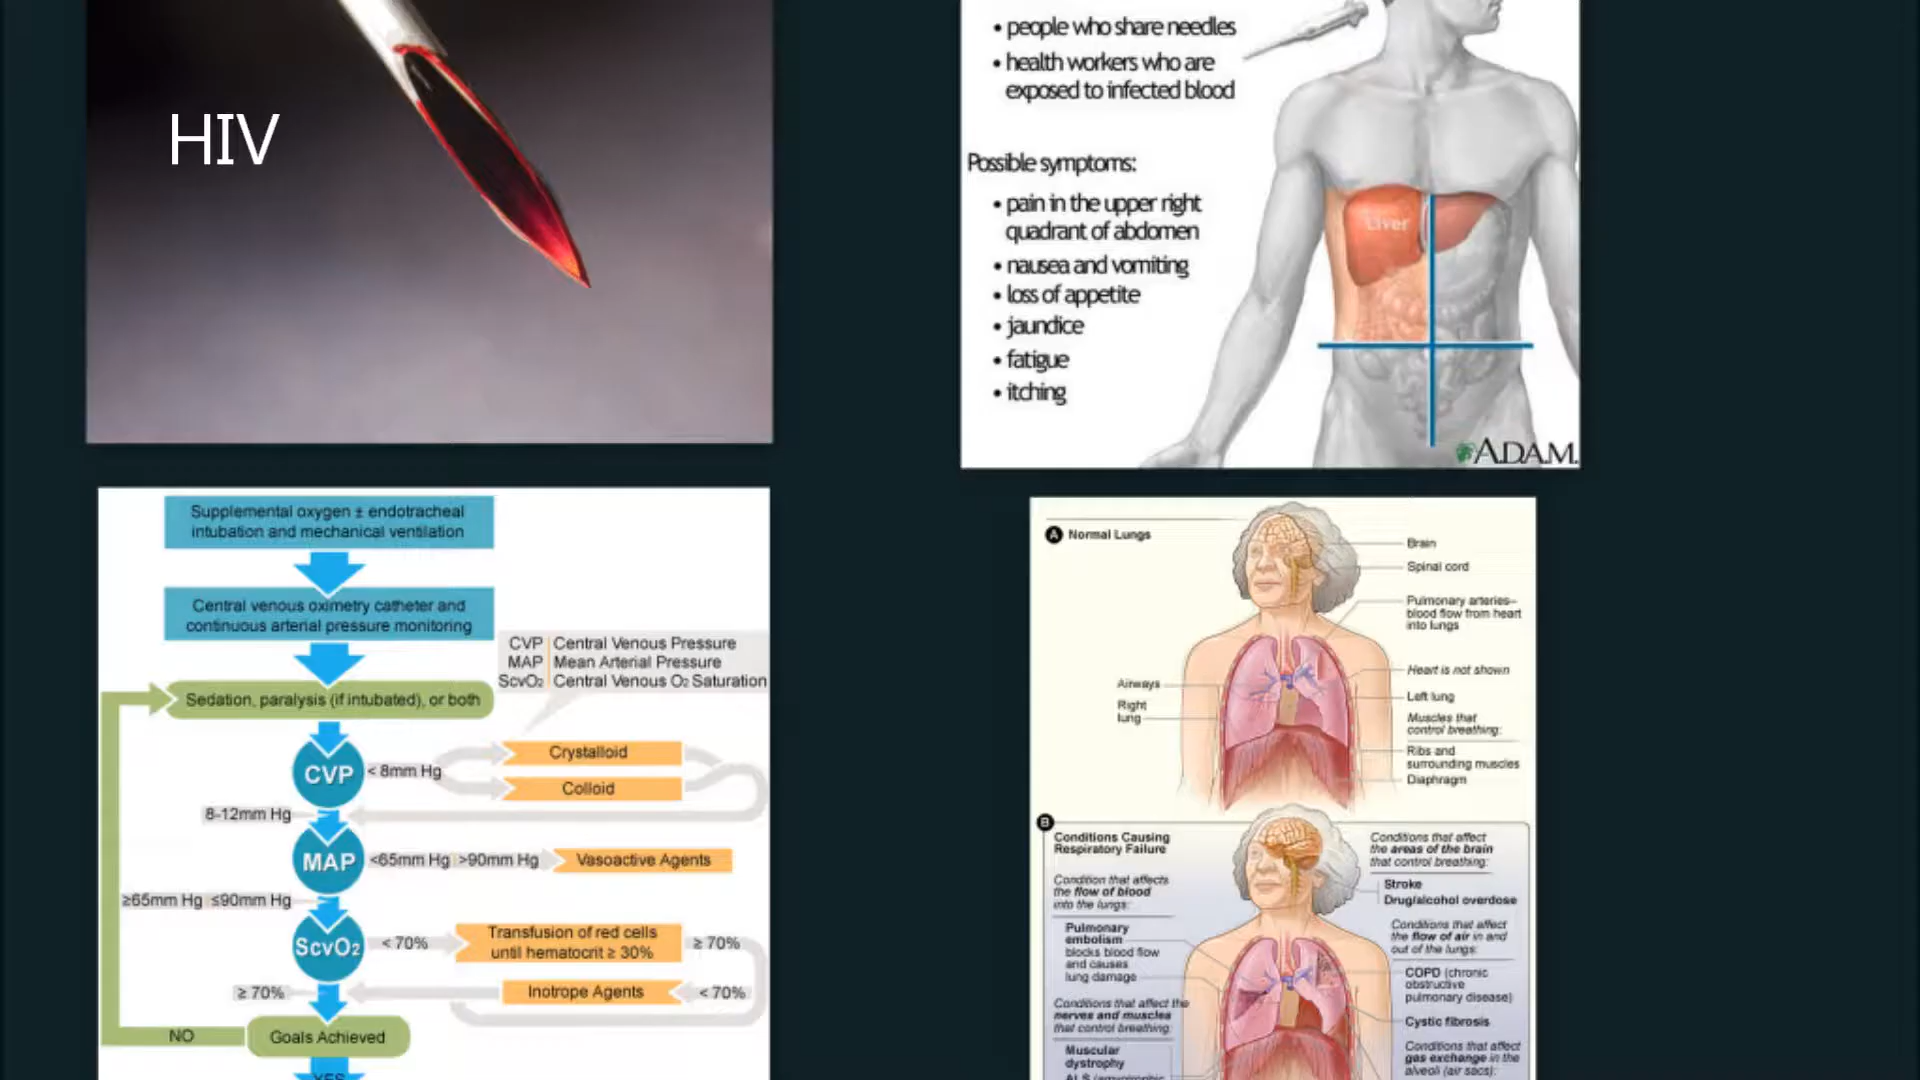 HIV
• people who share needles
• health workers who are
exposed to infected blood
Possible symptoms:
• pain in the upper right
quadrant of abdomen
• nausea and vomiting
• loss of appetite
• jaundice
• fatigue
• itching
Liver
A.D.A.M.
Supplemental oxygen ± endotracheal
intubation and mechanical ventilation
Central venous oximetry catheter and
continuous arterial pressure monitoring
CVP Central Venous Pressure
MAP Mean Arterial Pressure
ScvO2 Central Venous O2 Saturation
Sedation, paralysis (if intubated), or both
CVP
< 8mm Hg
Crystalloid
Colloid
8-12mm Hg
MAP
<65mm Hg >90mm Hg
Vasoactive Agents
≥65mm Hg ≤90mm Hg
ScvO2
< 70%
Transfusion of red cells
until hematocrit ≥ 30%
≥ 70%
≥ 70%
Inotrope Agents
< 70%
NO
Goals Achieved
YES
A Normal Lungs
Brain
Spinal cord
Pulmonary arteries–
blood flow from heart
into lungs
Heart is not shown
Airways
Left lung
Right
lung
Muscles that
control breathing:
Ribs and
surrounding muscles
Diaphragm
B
Conditions Causing
Respiratory Failure
Condition that affects
the flow of blood
into the lungs:
Pulmonary
embolism
blocks blood flow
and causes
lung damage
Conditions that affect the
nerves and muscles
that control breathing:
Muscular
dystrophy
ALS (amyotrophic
Conditions that affect
the areas of the brain
that control breathing:
Stroke
Drug/alcohol overdose
Conditions that affect
the flow of air in and
out of the lungs:
COPD (chronic
obstructive
pulmonary disease)
Cystic fibrosis
Conditions that affect
gas exchange in the
alveoli (air sacs):